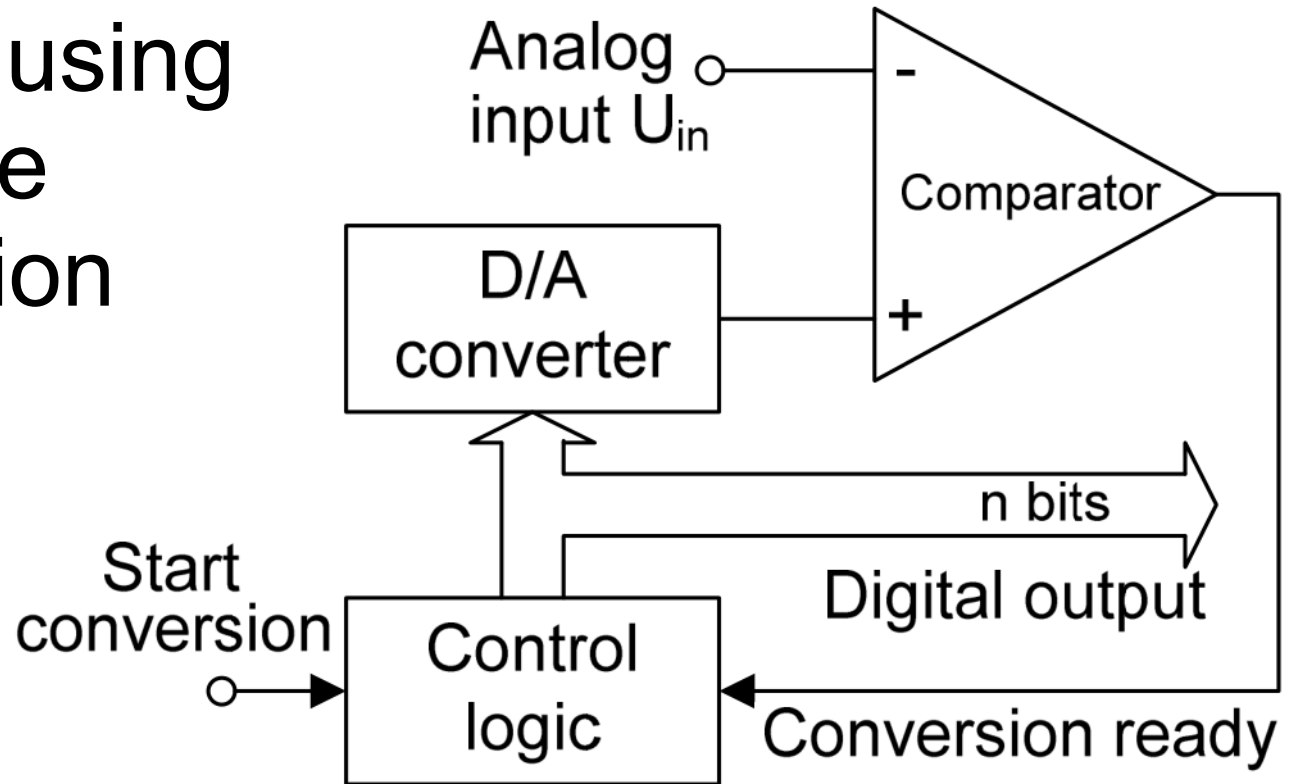 using
e
ion
Analog
input Uin
-
Comparator
D/A
converter
+
n bits
Digital output
Start
conversion
Control
logic
Conversion ready